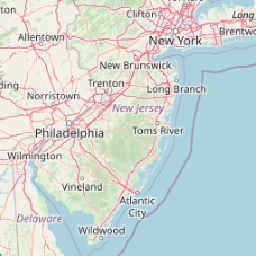 Clifton
Long
Allentown
New York
Brentwo
New Brunswick
Trenton
Long Branch
Norristown
New Jersey
Philadelphia
Toms River
Wilmington
Vineland
Atlantic
City
Delaware
Wildwood